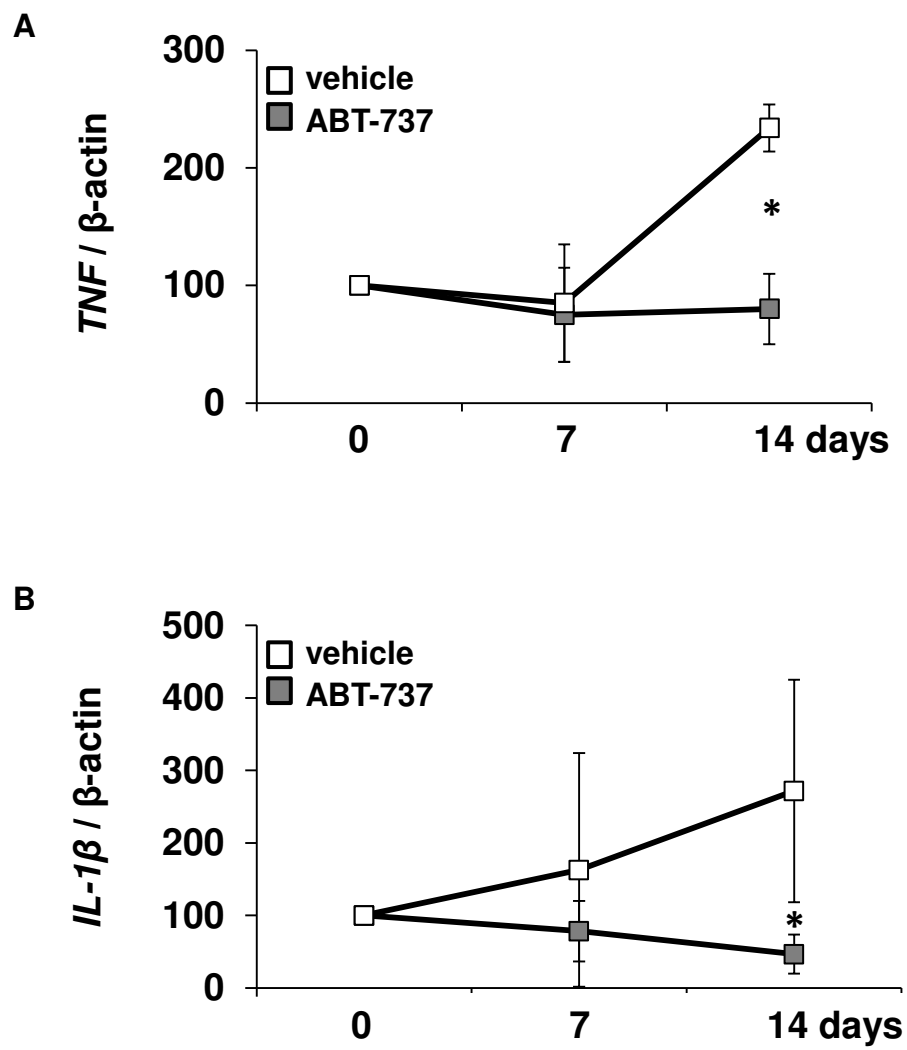 A
300
vehicle
ABT-737
200
TNF / β-actin
*
100
0
0 7 14 days
B
500
vehicle
400
ABT-737
300
IL-1β / β-actin
200
100
*
0
0 7 14 days